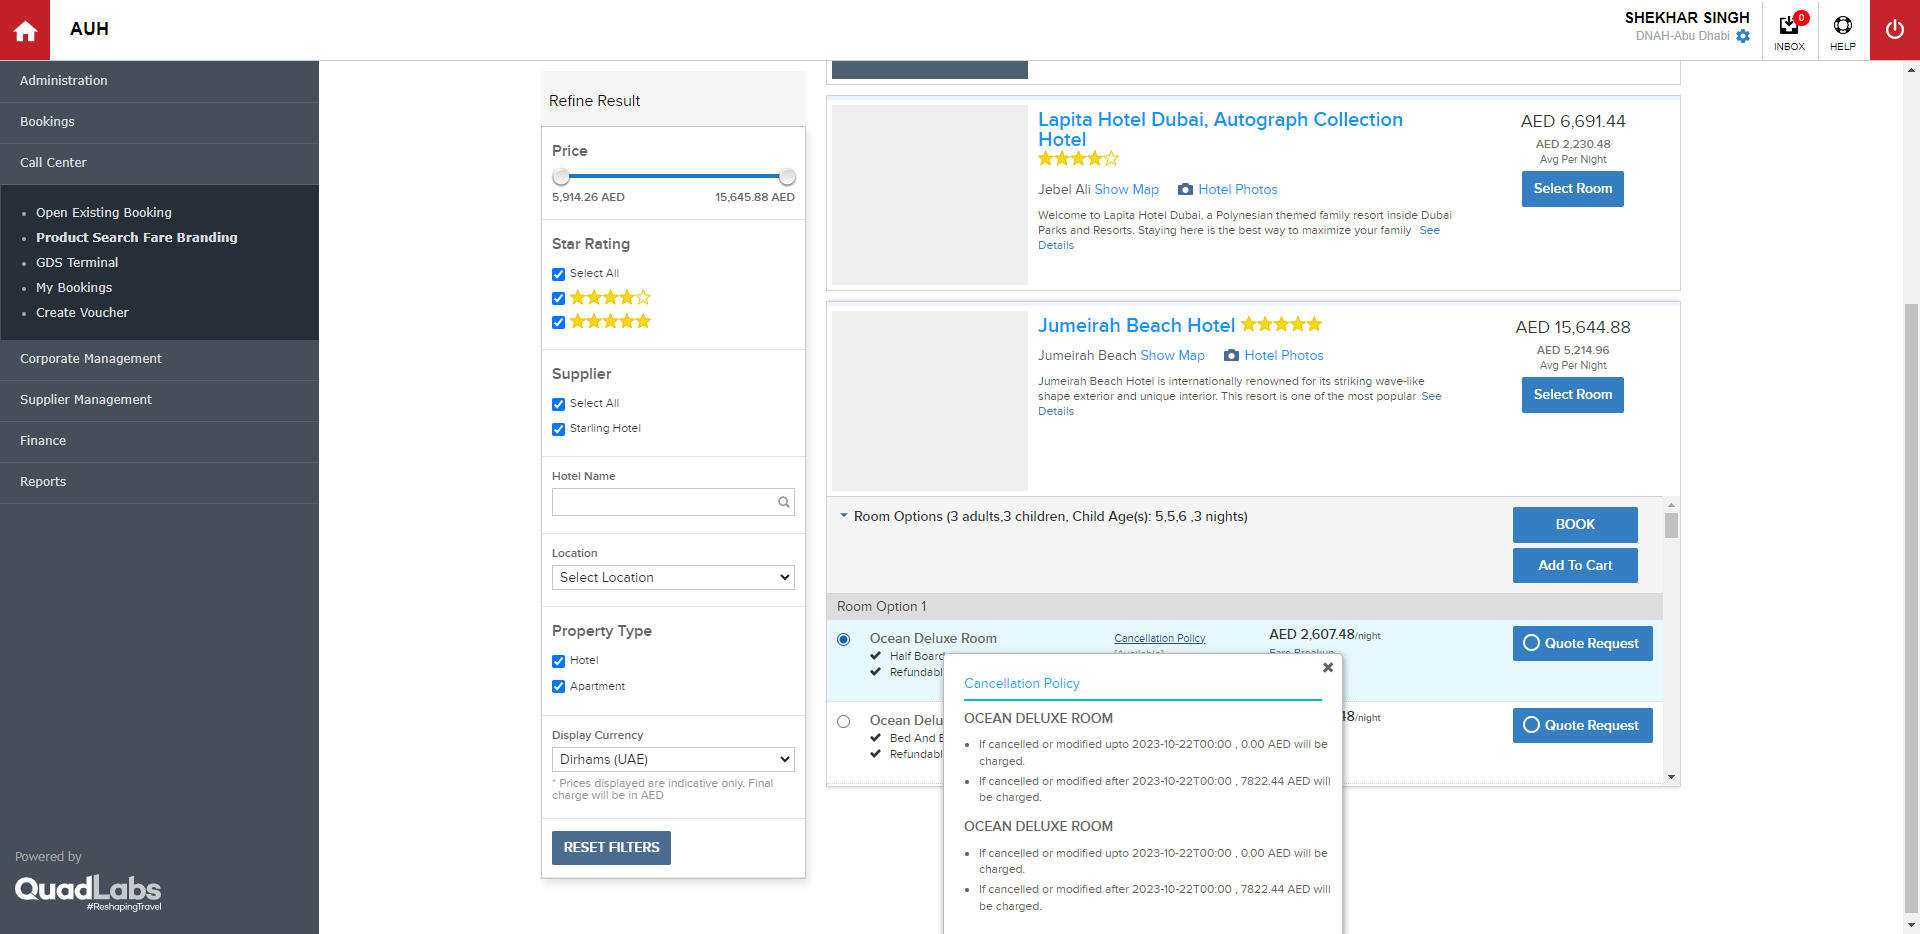 AUH
SHEKHAR SINGH
DNAH-Abu Dhabi
0
INBOX
HELP
Administration
Bookings
Call Center
Open Existing Booking
Product Search Fare Branding
GDS Terminal
My Bookings
Create Voucher
Corporate Management
Supplier Management
Finance
Reports
Powered by
QuadLabs
#ReshapingTravel
Refine Result
Price
5,914.26 AED
15,645.88 AED
Star Rating
Select All
Supplier
Select All
Starling Hotel
Hotel Name
Location
Select Location
Property Type
Hotel
Apartment
Display Currency
Dirhams (UAE)
* Prices displayed are indicative only. Final
charge will be in AED
RESET FILTERS
Lapita Hotel Dubai, Autograph Collection
Hotel
Jebel Ali Show Map Hotel Photos
Welcome to Lapita Hotel Dubai, a Polynesian themed family resort inside Dubai
Parks and Resorts. Staying here is the best way to maximize your family See
Details
AED 6,691.44
AED 2,230.48
Avg Per Night
Select Room
Jumeirah Beach Hotel
Jumeirah Beach Show Map Hotel Photos
Jumeirah Beach Hotel is internationally renowned for its striking wave-like
shape exterior and unique interior. This resort is one of the most popular See
Details
AED 15,644.88
AED 5,214.96
Avg Per Night
Select Room
Room Options (3 adults,3 children, Child Age(s): 5,5,6 ,3 nights)
BOOK
Add To Cart
Room Option 1
Ocean Deluxe Room
Half Board
Refundabl
Cancellation Policy
AED 2,607.48/night
Quote Request
Ocean Delu
Bed And
Refundabl
48/night
Quote Request
Cancellation Policy
OCEAN DELUXE ROOM
If cancelled or modified upto 2023-10-22T00:00 , 0.00 AED will be
charged.
If cancelled or modified after 2023-10-22T00:00 , 7822.44 AED will
be charged.
OCEAN DELUXE ROOM
If cancelled or modified upto 2023-10-22T00:00 , 0.00 AED will be
charged.
If cancelled or modified after 2023-10-22T00:00 , 7822.44 AED will
be charged.